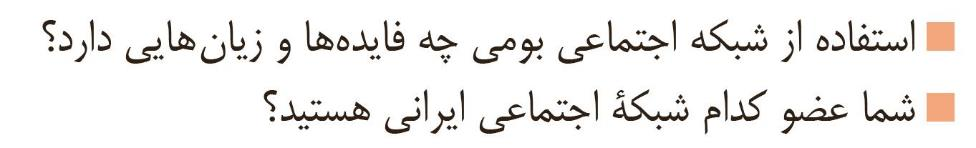 استفاده از شبکه اجتماعی بومی چه فایده‌ها و زیان‌هایی دارد؟
شما عضو کدام شبکهٔ اجتماعی ایرانی هستید؟